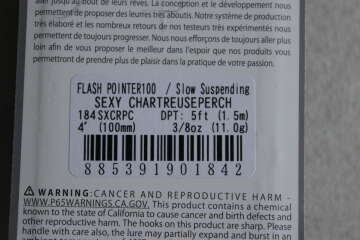 aller jusqu'au bout de leurs rêves. La conception et le développement nous
permettent de proposer des leurres très aboutis. Notre système de production
très élaboré et les nombreux retours de nos testeurs très expérimentés nous
permettent de toujours progresser. Nous nous efforçons de toujours améliorer
le chemin pour proposer le meilleur dans l'espoir que nos produits vous
permettront de prendre plus de plaisir dans la pratique de votre passion.
FLASH POINTER100 / Slow Suspending
SEXY CHARTREUSEPERCH
184SXCRPC DPT: 5ft (1.5m)
4" (100mm) 3/8oz (11.0g)
885391901842
⚠ WARNING: CANCER AND REPRODUCTIVE HARM -
WWW.P65WARNINGS.CA.GOV. This product contains a chemical
known to the state of California to cause cancer and birth defects and
other reproductive harm. The hooks on this product are sharp. Please
handle with care, also, the lure may partially expand and burst in an